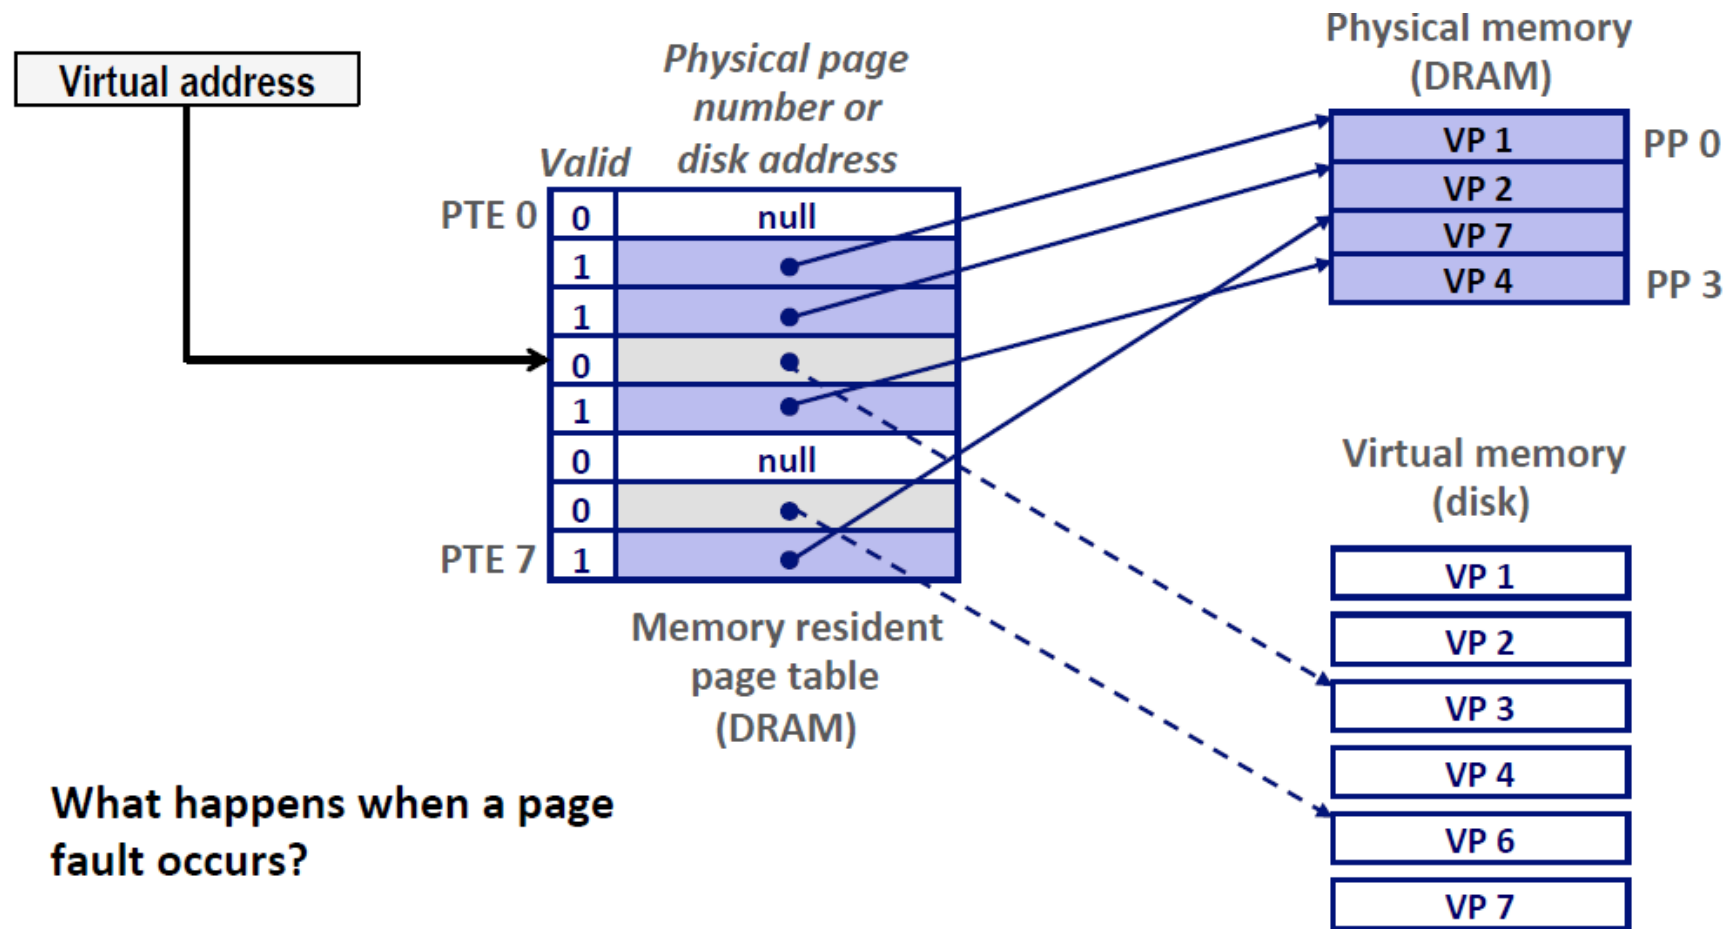 Virtual address
Physical page
number or
disk address
Valid
PTE 0
0 null
1
1
0
1
0 null
0
PTE 7 1
Memory resident
page table
(DRAM)
Physical memory
(DRAM)
VP 1 PP 0
VP 2
VP 7
VP 4 PP 3
Virtual memory
(disk)
VP 1
VP 2
VP 3
VP 4
VP 6
VP 7
What happens when a page
fault occurs?